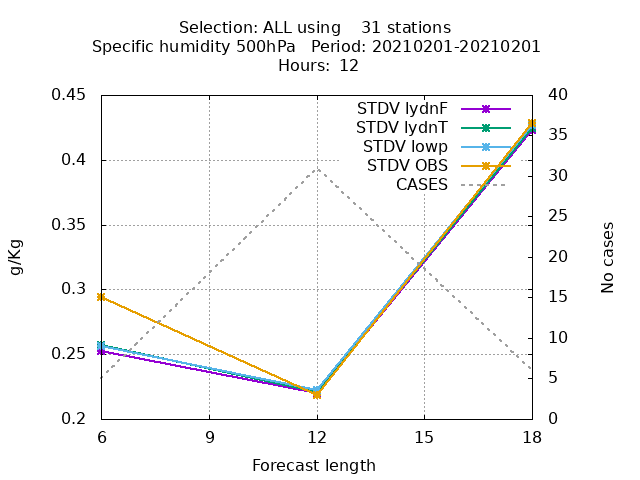 Selection: ALL using    31 stations
Specific humidity 500hPa   Period: 20210201-20210201
Hours:  12
0.45
0.4
0.35
0.3
0.25
0.2
g/Kg
STDV lydnF
STDV lydnT
STDV lowp
STDV OBS
CASES
40
35
30
25
20
15
10
5
0
No cases
6
9
12
15
18
Forecast length